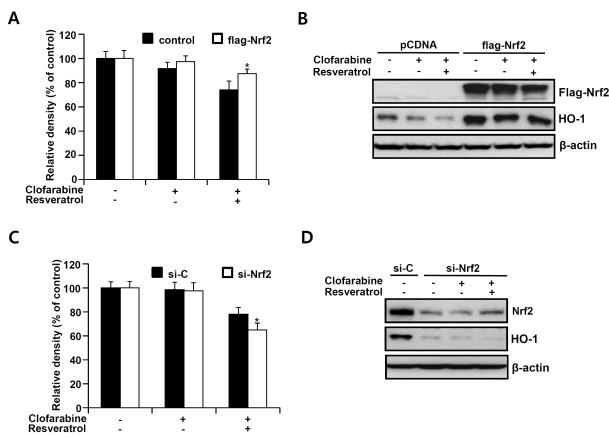 A
Relative density (% of control)
120
100
80
60
40
20
0
control
flag-Nrf2
*
Clofarabine - + +
Resveratrol - - +
B
pCDNA flag-Nrf2
Clofarabine - + + - + +
Resveratrol - - + - - +
Flag-Nrf2
HO-1
β-actin
C
Relative density (% of control)
120
100
80
60
40
20
0
si-C
si-Nrf2
*
Clofarabine - + +
Resveratrol - - +
D
si-C si-Nrf2
Clofarabine - - + +
Resveratrol - - - +
Nrf2
HO-1
β-actin